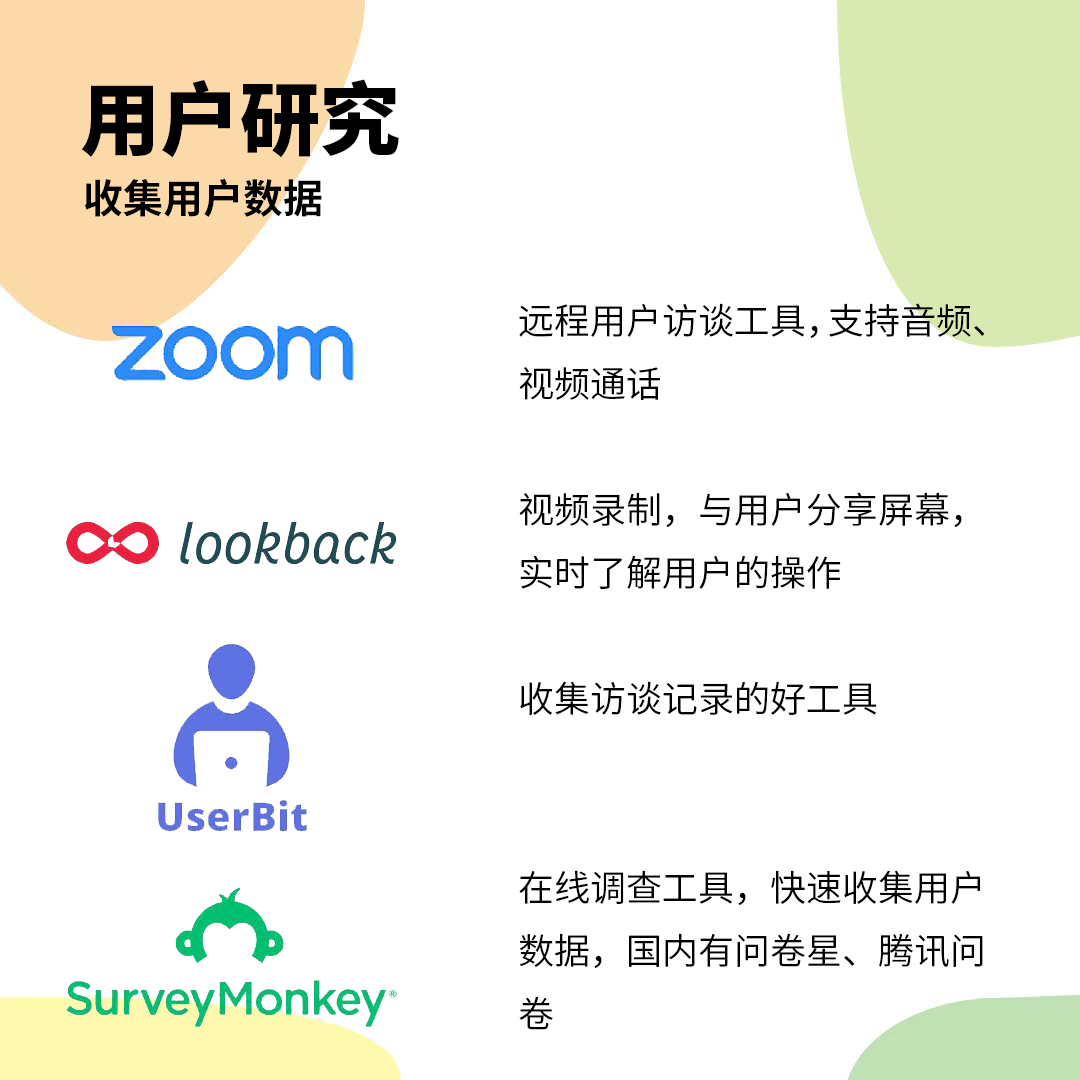 用户研究
收集用户数据
zoom
远程用户访谈工具，支持音频、
视频通话
lookback
视频录制，与用户分享屏幕，
实时了解用户的操作
UserBit
收集访谈记录的好工具
SurveyMonkey®
在线调查工具，快速收集用户
数据，国内有问卷星、腾讯问
卷